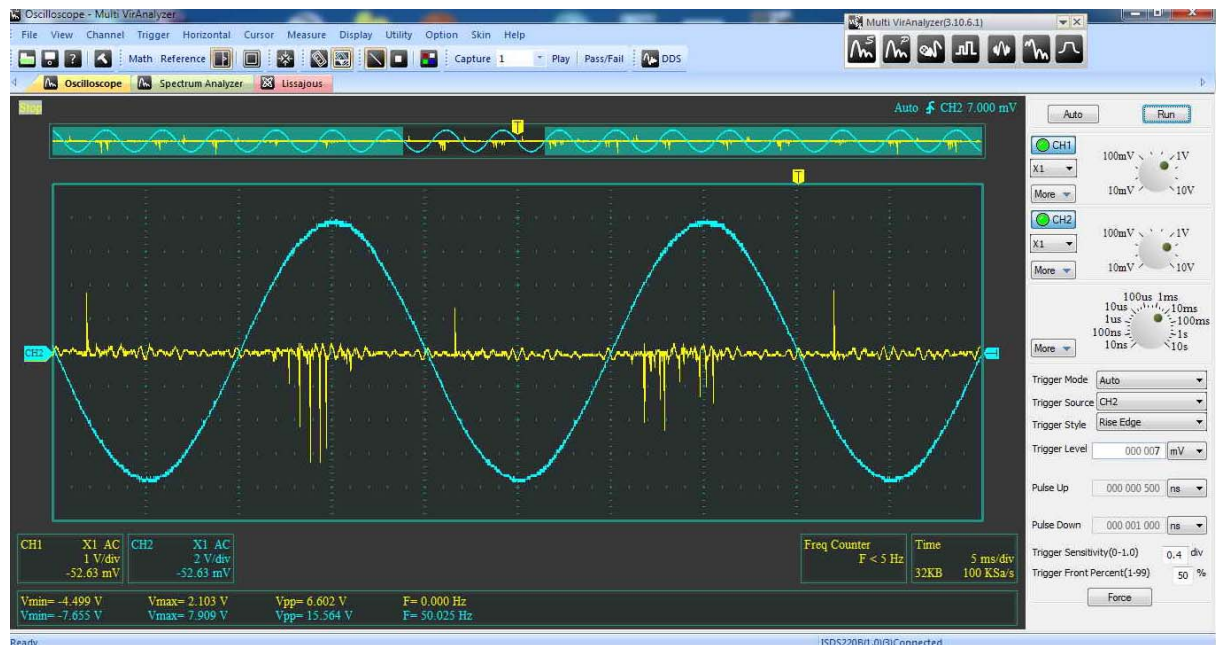 Oscilloscope - Multi VirAnalyzer
Multi VirAnalyzer(3.10.6.1)
File View Channel Trigger Horizontal Cursor Measure Display Utility Option Skin Help
Math Reference Capture 1 Play Pass/Fail DDS
Oscilloscope Spectrum Analyzer Lissajous
Stop
Auto CH2 7.000 mV
T
T
CH2
Auto Run
CH1
X1
More
100mV 1V
10mV 10V
CH2
X1
More
100mV 1V
10mV 10V
100us 1ms
10us 10ms
1us 100ms
100ns 1s
10ns 10s
More
Trigger Mode Auto
Trigger Source CH2
Trigger Style Rise Edge
Trigger Level 000 007 mV
Pulse Up 000 000 500 ns
Pulse Down 000 001 000 ns
Trigger Sensitivity(0-1.0) 0.4 div
Trigger Front Percent(1-99) 50 %
Force
CH1 X1 AC
1 V/div
-52.63 mV
CH2 X1 AC
2 V/div
-52.63 mV
Freq Counter
F < 5 Hz
Time
5 ms/div
32KB 100 KSa/s
Vmin= -4.499 V Vmax= 2.103 V Vpp= 6.602 V F= 0.000 Hz
Vmin= -7.655 V Vmax= 7.909 V Vpp= 15.564 V F= 50.025 Hz
Ready
ISDS220B(1.0)(3)Connected